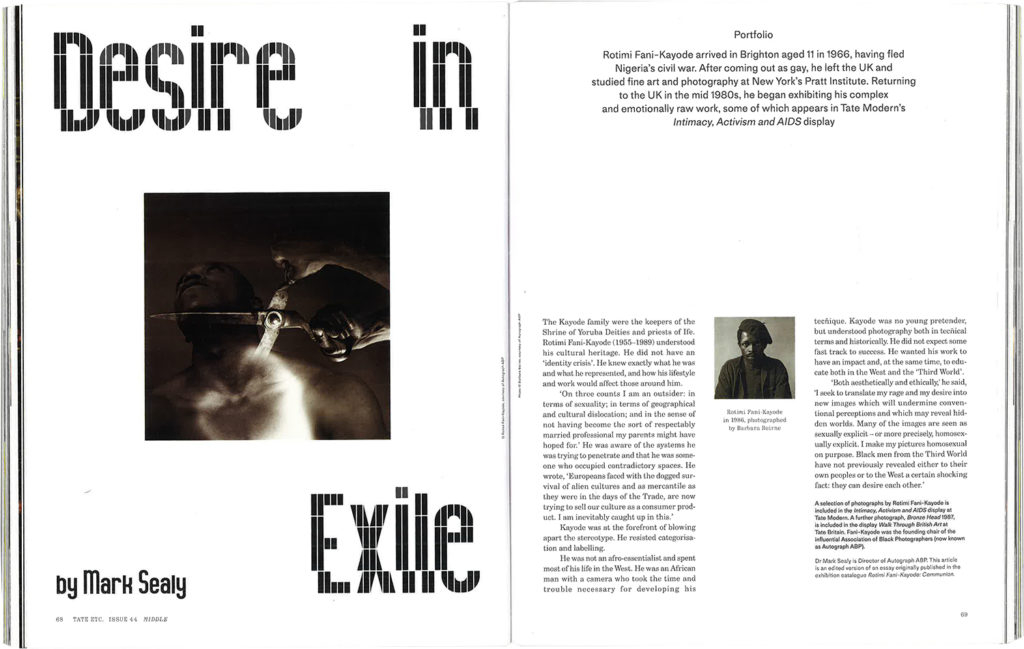 Desire in
Exile
by Mark Sealy
68 TATE ETC. ISSUE 44 MIDDLE
Portfolio
Rotimi Fani-Kayode arrived in Brighton aged 11 in 1966, having fled
Nigeria's civil war. After coming out as gay, he left the UK and
studied fine art and photography at New York's Pratt Institute. Returning
to the UK in the mid 1980s, he began exhibiting his complex
and emotionally raw work, some of which appears in Tate Modern's
Intimacy, Activism and AIDS display
The Kayode family were the keepers of the
Shrine of Yoruba Deities and priests of Ife.
Rotimi Fani-Kayode (1955–1989) understood
his cultural heritage. He did not have an
'identity crisis'. He knew exactly what he was
and what he represented, and how his lifestyle
and work would affect those around him.
'On three counts I am an outsider: in
terms of sexuality; in terms of geographical
and cultural dislocation; and in the sense of
not having become the sort of respectably
married professional my parents might have
hoped for.' He was aware of the systems he
was trying to penetrate and that he was some-
one who occupied contradictory spaces. He
wrote, 'Europeans faced with the dogged sur-
vival of alien cultures and as mercantile as
they were in the days of the Trade, are now
trying to sell our culture as a consumer prod-
uct. I am inevitably caught up in this.'
Kayode was at the forefront of blowing
apart the stereotype. He resisted categorisa-
tion and labelling.
He was not an afro-essentialist and spent
most of his life in the West. He was an African
man with a camera who took the time and
trouble necessary for developing his
Rotimi Fani-Kayode
in 1986, photographed
by Barbara Beirne
tecñique. Kayode was no young pretender,
but understood photography both in tecñical
terms and historically. He did not expect some
fast track to success. He wanted his work to
have an impact and, at the same time, to edu-
cate both in the West and the 'Third World'.
'Both aesthetically and ethically,' he said,
'I seek to translate my rage and my desire into
new images which will undermine conven-
tional perceptions and which may reveal hid-
den worlds. Many of the images are seen as
sexually explicit – or more precisely, homosex-
ually explicit. I make my pictures homosexual
on purpose. Black men from the Third World
have not previously revealed either to their
own peoples or to the West a certain shocking
fact: they can desire each other.'
A selection of photographs by Rotimi Fani-Kayode is
included in the Intimacy, Activism and AIDS display at
Tate Modern. A further photograph, Bronze Head 1987,
is included in the display Walk Through British Art at
Tate Britain. Fani-Kayode was the founding chair of the
influential Association of Black Photographers (now known
as Autograph ABP).
Dr Mark Sealy is Director of Autograph ABP. This article
is an edited version of an essay originally published in the
exhibition catalogue Rotimi Fani-Kayode: Communion.
69